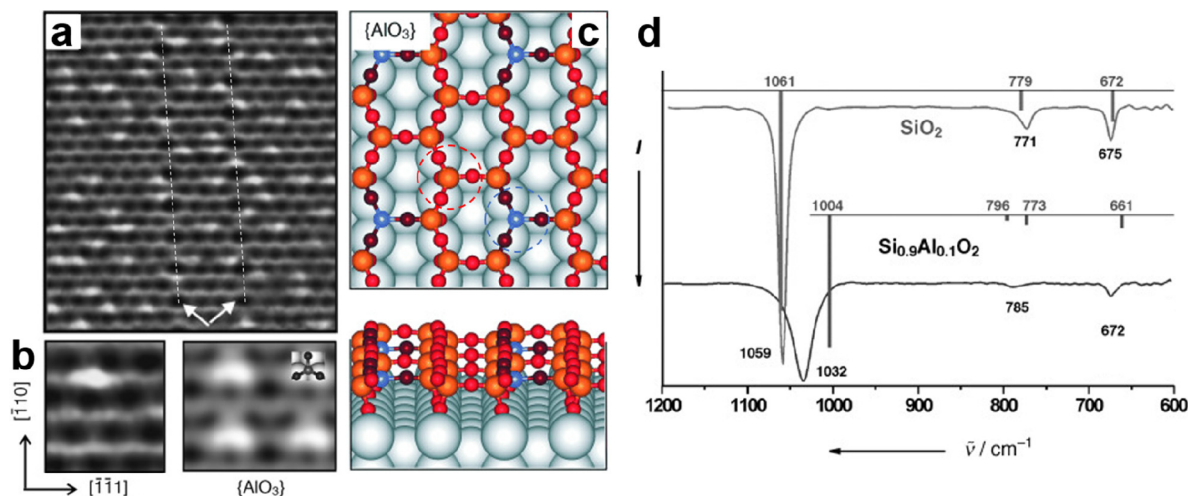 a
b
[1̄10]
[1̄1̄1]
{AlO₃}
{AlO₃}
c
d
1061
779
672
SiO₂
771
675
I
1004
796
773
661
Si₀.₉Al₀.₁O₂
785
672
1059
1032
1200 1100 1000 900 800 700 600
ν̃ / cm⁻¹